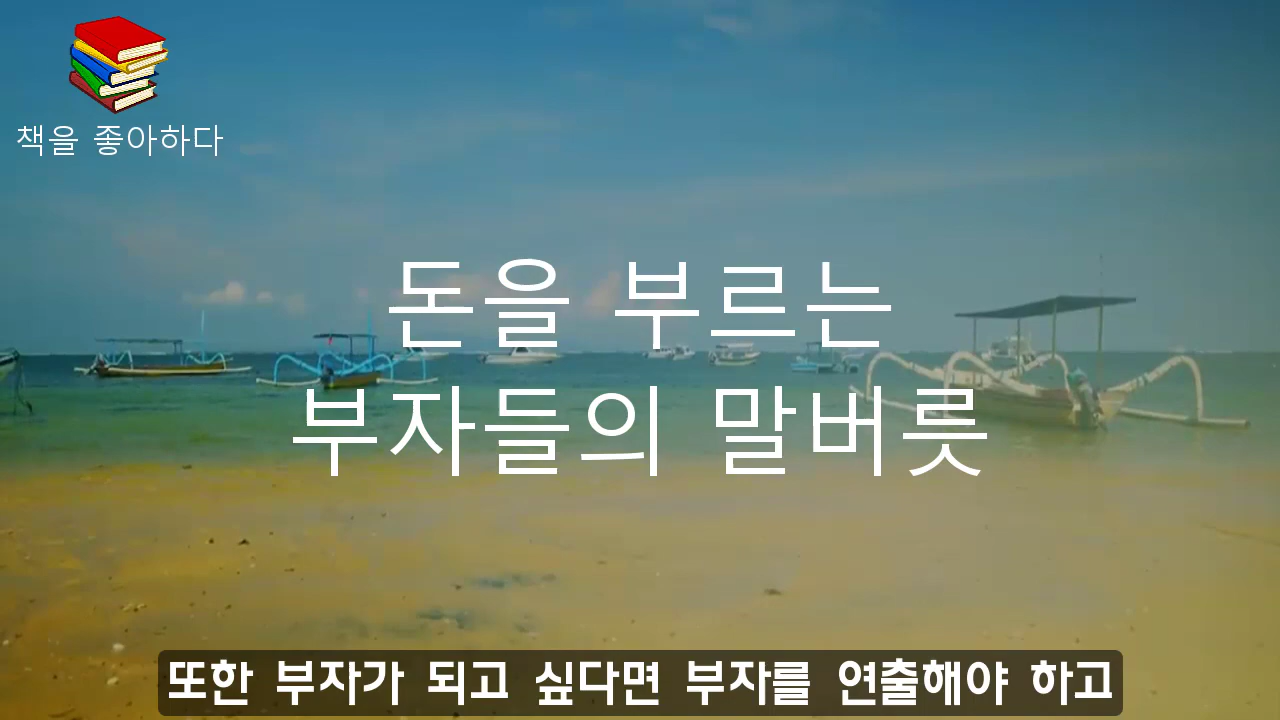 책을 좋아하다
돈을 부르는
부자들의 말버릇
또한 부자가 되고 싶다면 부자를 연출해야 하고